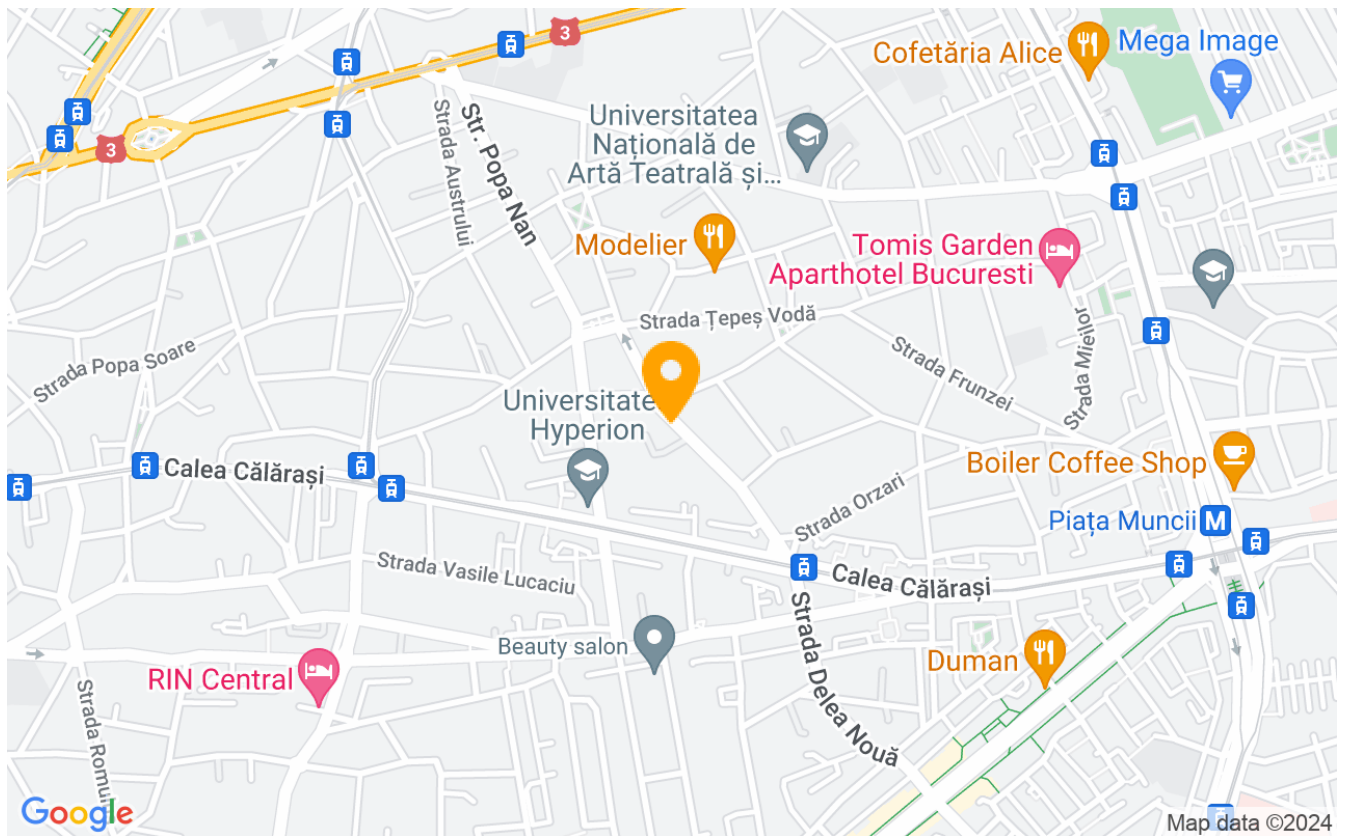 3
Cofetăria Alice
Mega Image
Universitatea
Națională de
Artă Teatrală și...
Str. Popa Nan
Strada Austrului
3
Modelier
Tomis Garden
Aparthotel Bucuresti
Strada Țepeș Vodă
Strada Popa Soare
Strada Frunzei
Strada Mieilor
Universitate
Hyperion
Calea Călărași
Boiler Coffee Shop
Strada Orzari
Piața Muncii M
Strada Vasile Lucaciu
Calea Călărași
Beauty salon
Strada Delea Nouă
Duman
RIN Central
Strada Romul
Google
Map data ©2024